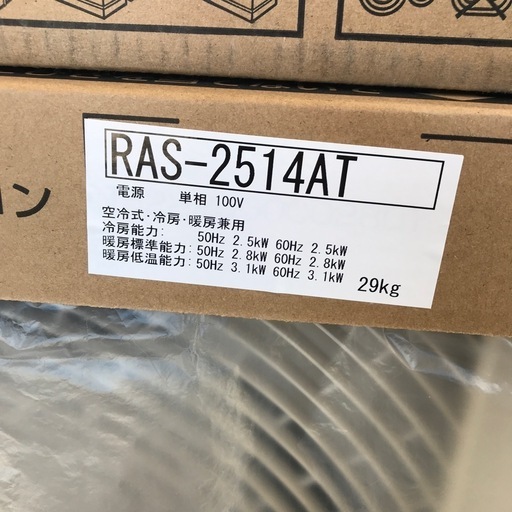 RAS-2514AT
電源 単相 100V
空冷式・冷房・暖房兼用
冷房能力: 50Hz 2.5kW 60Hz 2.5kW
暖房標準能力: 50Hz 2.8kW 60Hz 2.8kW
暖房低温能力: 50Hz 3.1kW 60Hz 3.1kW
29kg
コン